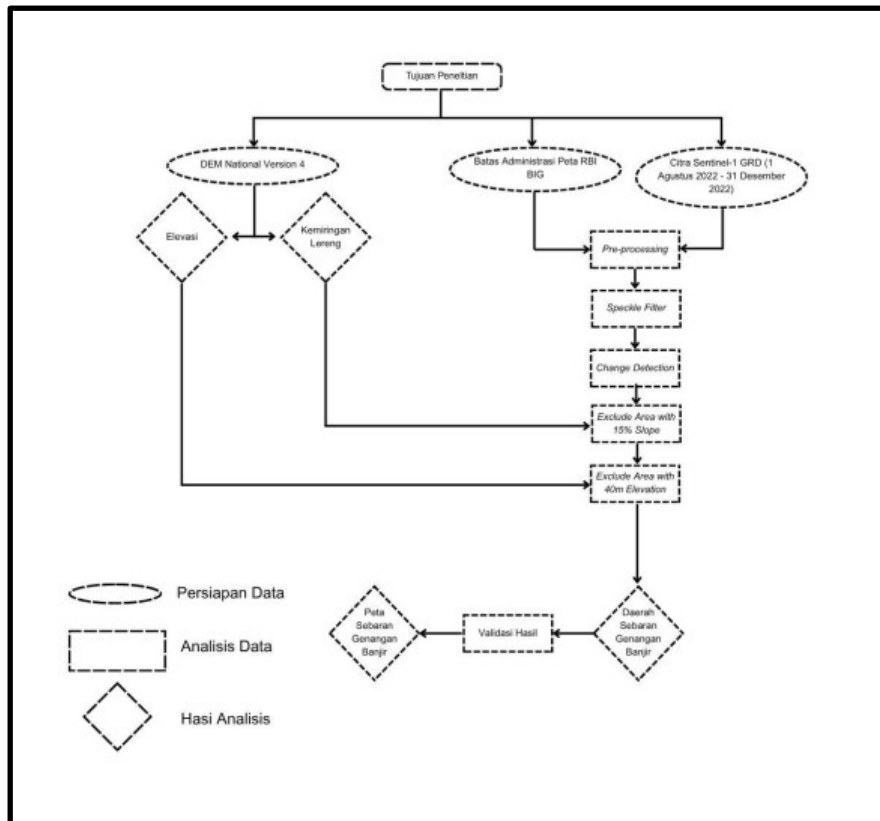 Tujuan Peneltian
DEM National Version 4
Batas Administrasi Peta RBI
BIG
Citra Sentinel-1 GRD (1
Agustus 2022 - 31 Desember
2022)
Elevasi
Kemiringan
Lereng
Pre-processing
Speckle Filter
Change Detection
Exclude Area with
15% Slope
Exclude Area with
40m Elevation
Peta
Sebaran
Genangan
Banjir
Validasi Hasil
Daerah
Sebaran
Genangan
Banjir
Persiapan Data
Analisis Data
Hasi Analisis